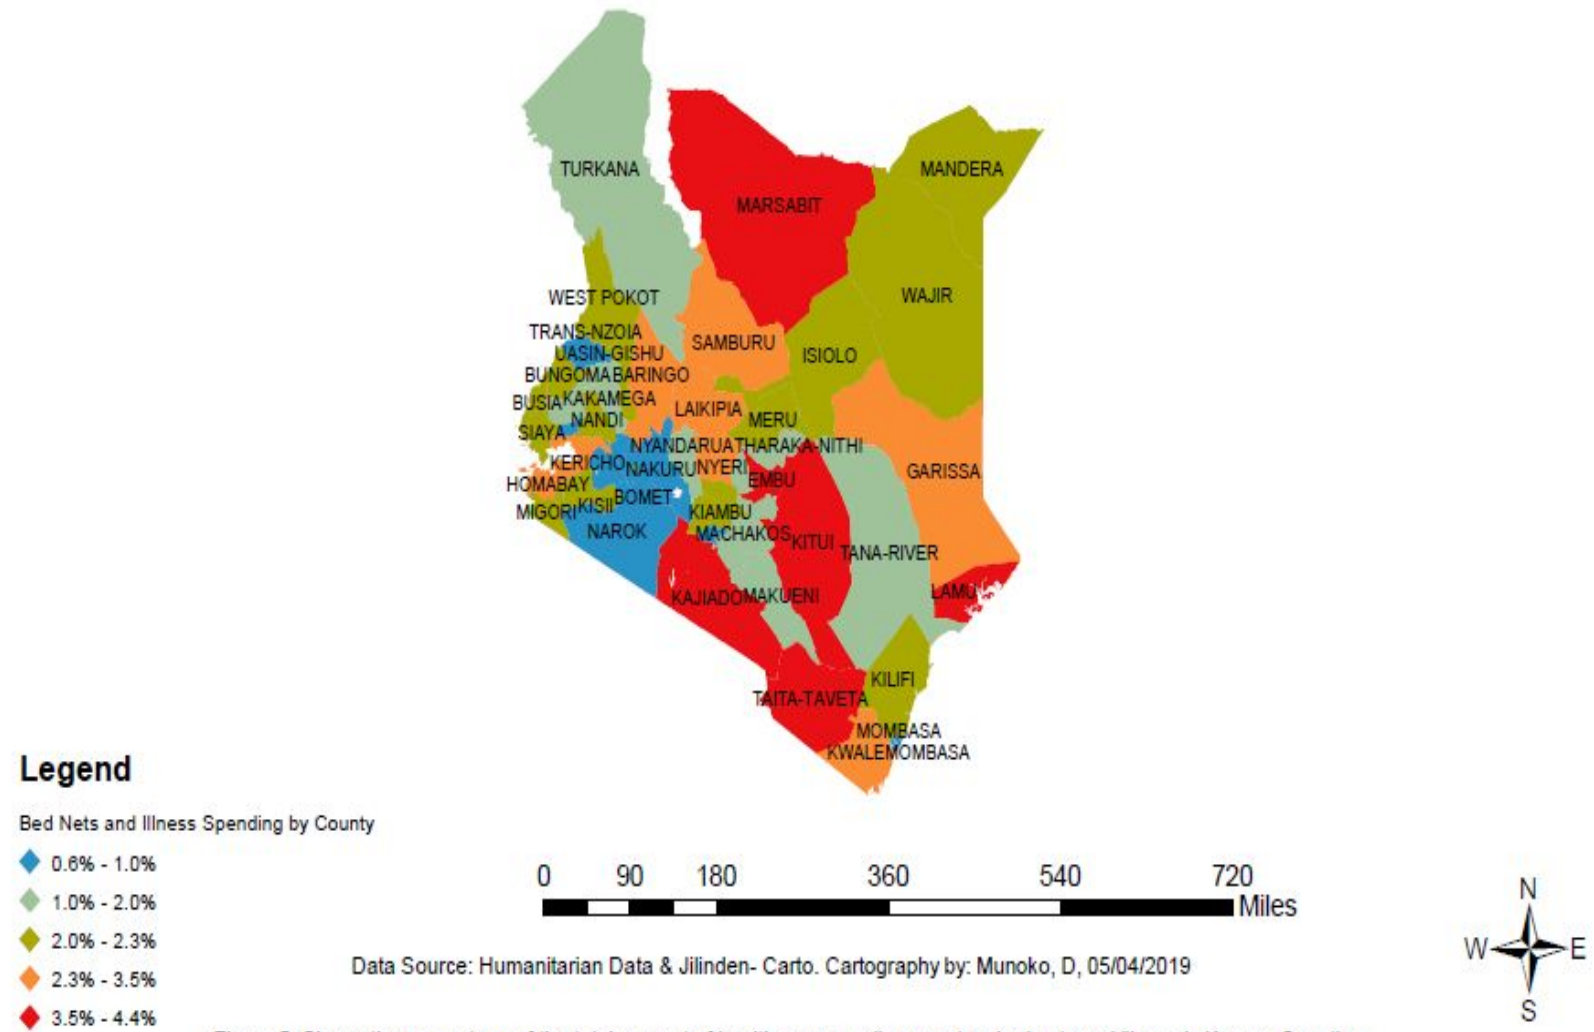 TURKANA
MANDERA
MARSABIT
WAJIR
WEST POKOT
TRANS-NZOIA
UASIN-GISHU
SAMBURU
ISIOLO
BUNGOMA BARINGO
BUSIA KAKAMEGA
LAIKIPIA
NANDI
MERU
SIAYA
NYANDARUA THARAKA-NITHI
KERICHO NAKURU NYERI
GARISSA
HOMABAY
EMBU
BOMET
MIGORI KISII
KIAMBU
NAROK
MACHAKOS
KITUI
TANA-RIVER
KAJIADO MAKUENI
LAMU
KILIFI
TAITA-TAVETA
MOMBASA
KWALE MOMBASA
Legend
Bed Nets and Illness Spending by County
0.6% - 1.0%
1.0% - 2.0%
2.0% - 2.3%
2.3% - 3.5%
3.5% - 4.4%
0 90 180 360 540 720
Miles
Data Source: Humanitarian Data & Jilinden- Carto. Cartography by: Munoko, D, 05/04/2019
N
W E
S